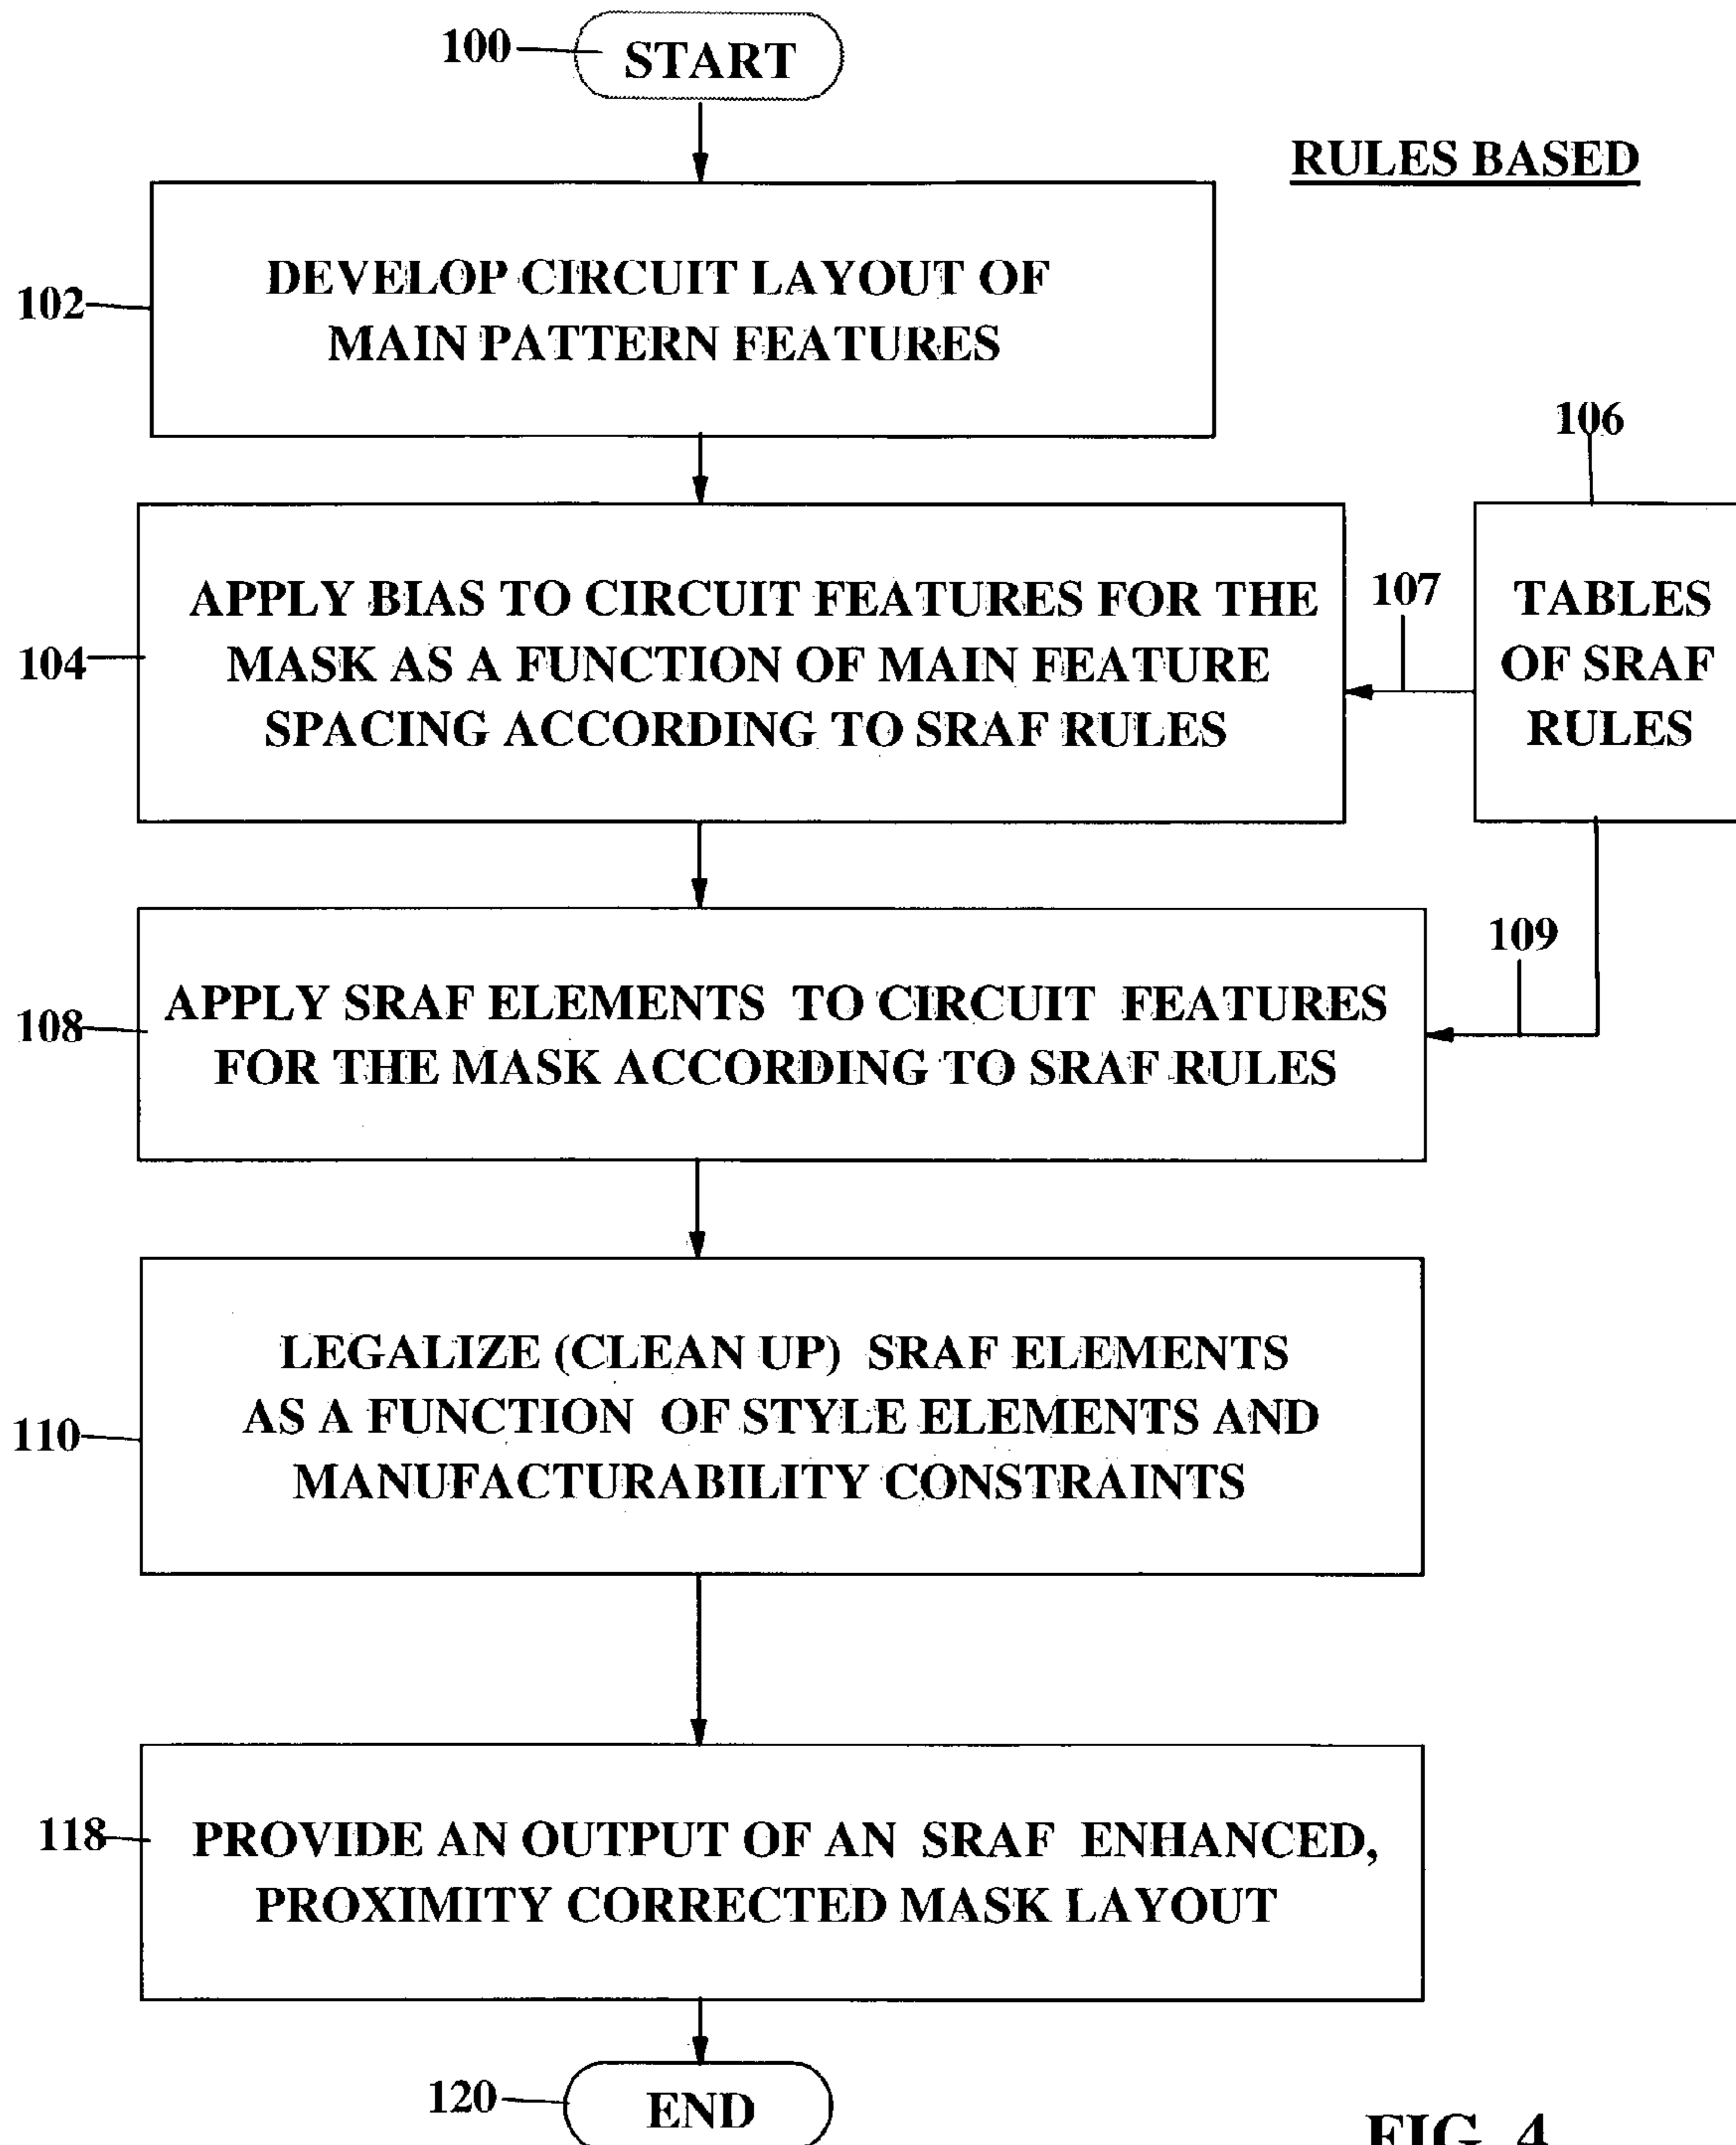 100
START
RULES BASED
102
DEVELOP CIRCUIT LAYOUT OF
MAIN PATTERN FEATURES
106
104
APPLY BIAS TO CIRCUIT FEATURES FOR THE
MASK AS A FUNCTION OF MAIN FEATURE
SPACING ACCORDING TO SRAF RULES
107
TABLES
OF SRAF
RULES
109
108
APPLY SRAF ELEMENTS TO CIRCUIT FEATURES
FOR THE MASK ACCORDING TO SRAF RULES
110
LEGALIZE (CLEAN UP) SRAF ELEMENTS
AS A FUNCTION OF STYLE ELEMENTS AND
MANUFACTURABILITY CONSTRAINTS
118
PROVIDE AN OUTPUT OF AN SRAF ENHANCED,
PROXIMITY CORRECTED MASK LAYOUT
120
END
FIG. 4